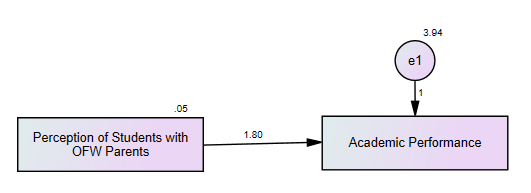 3.94
e1
.05
1
Perception of Students with
OFW Parents
1.80
Academic Performance